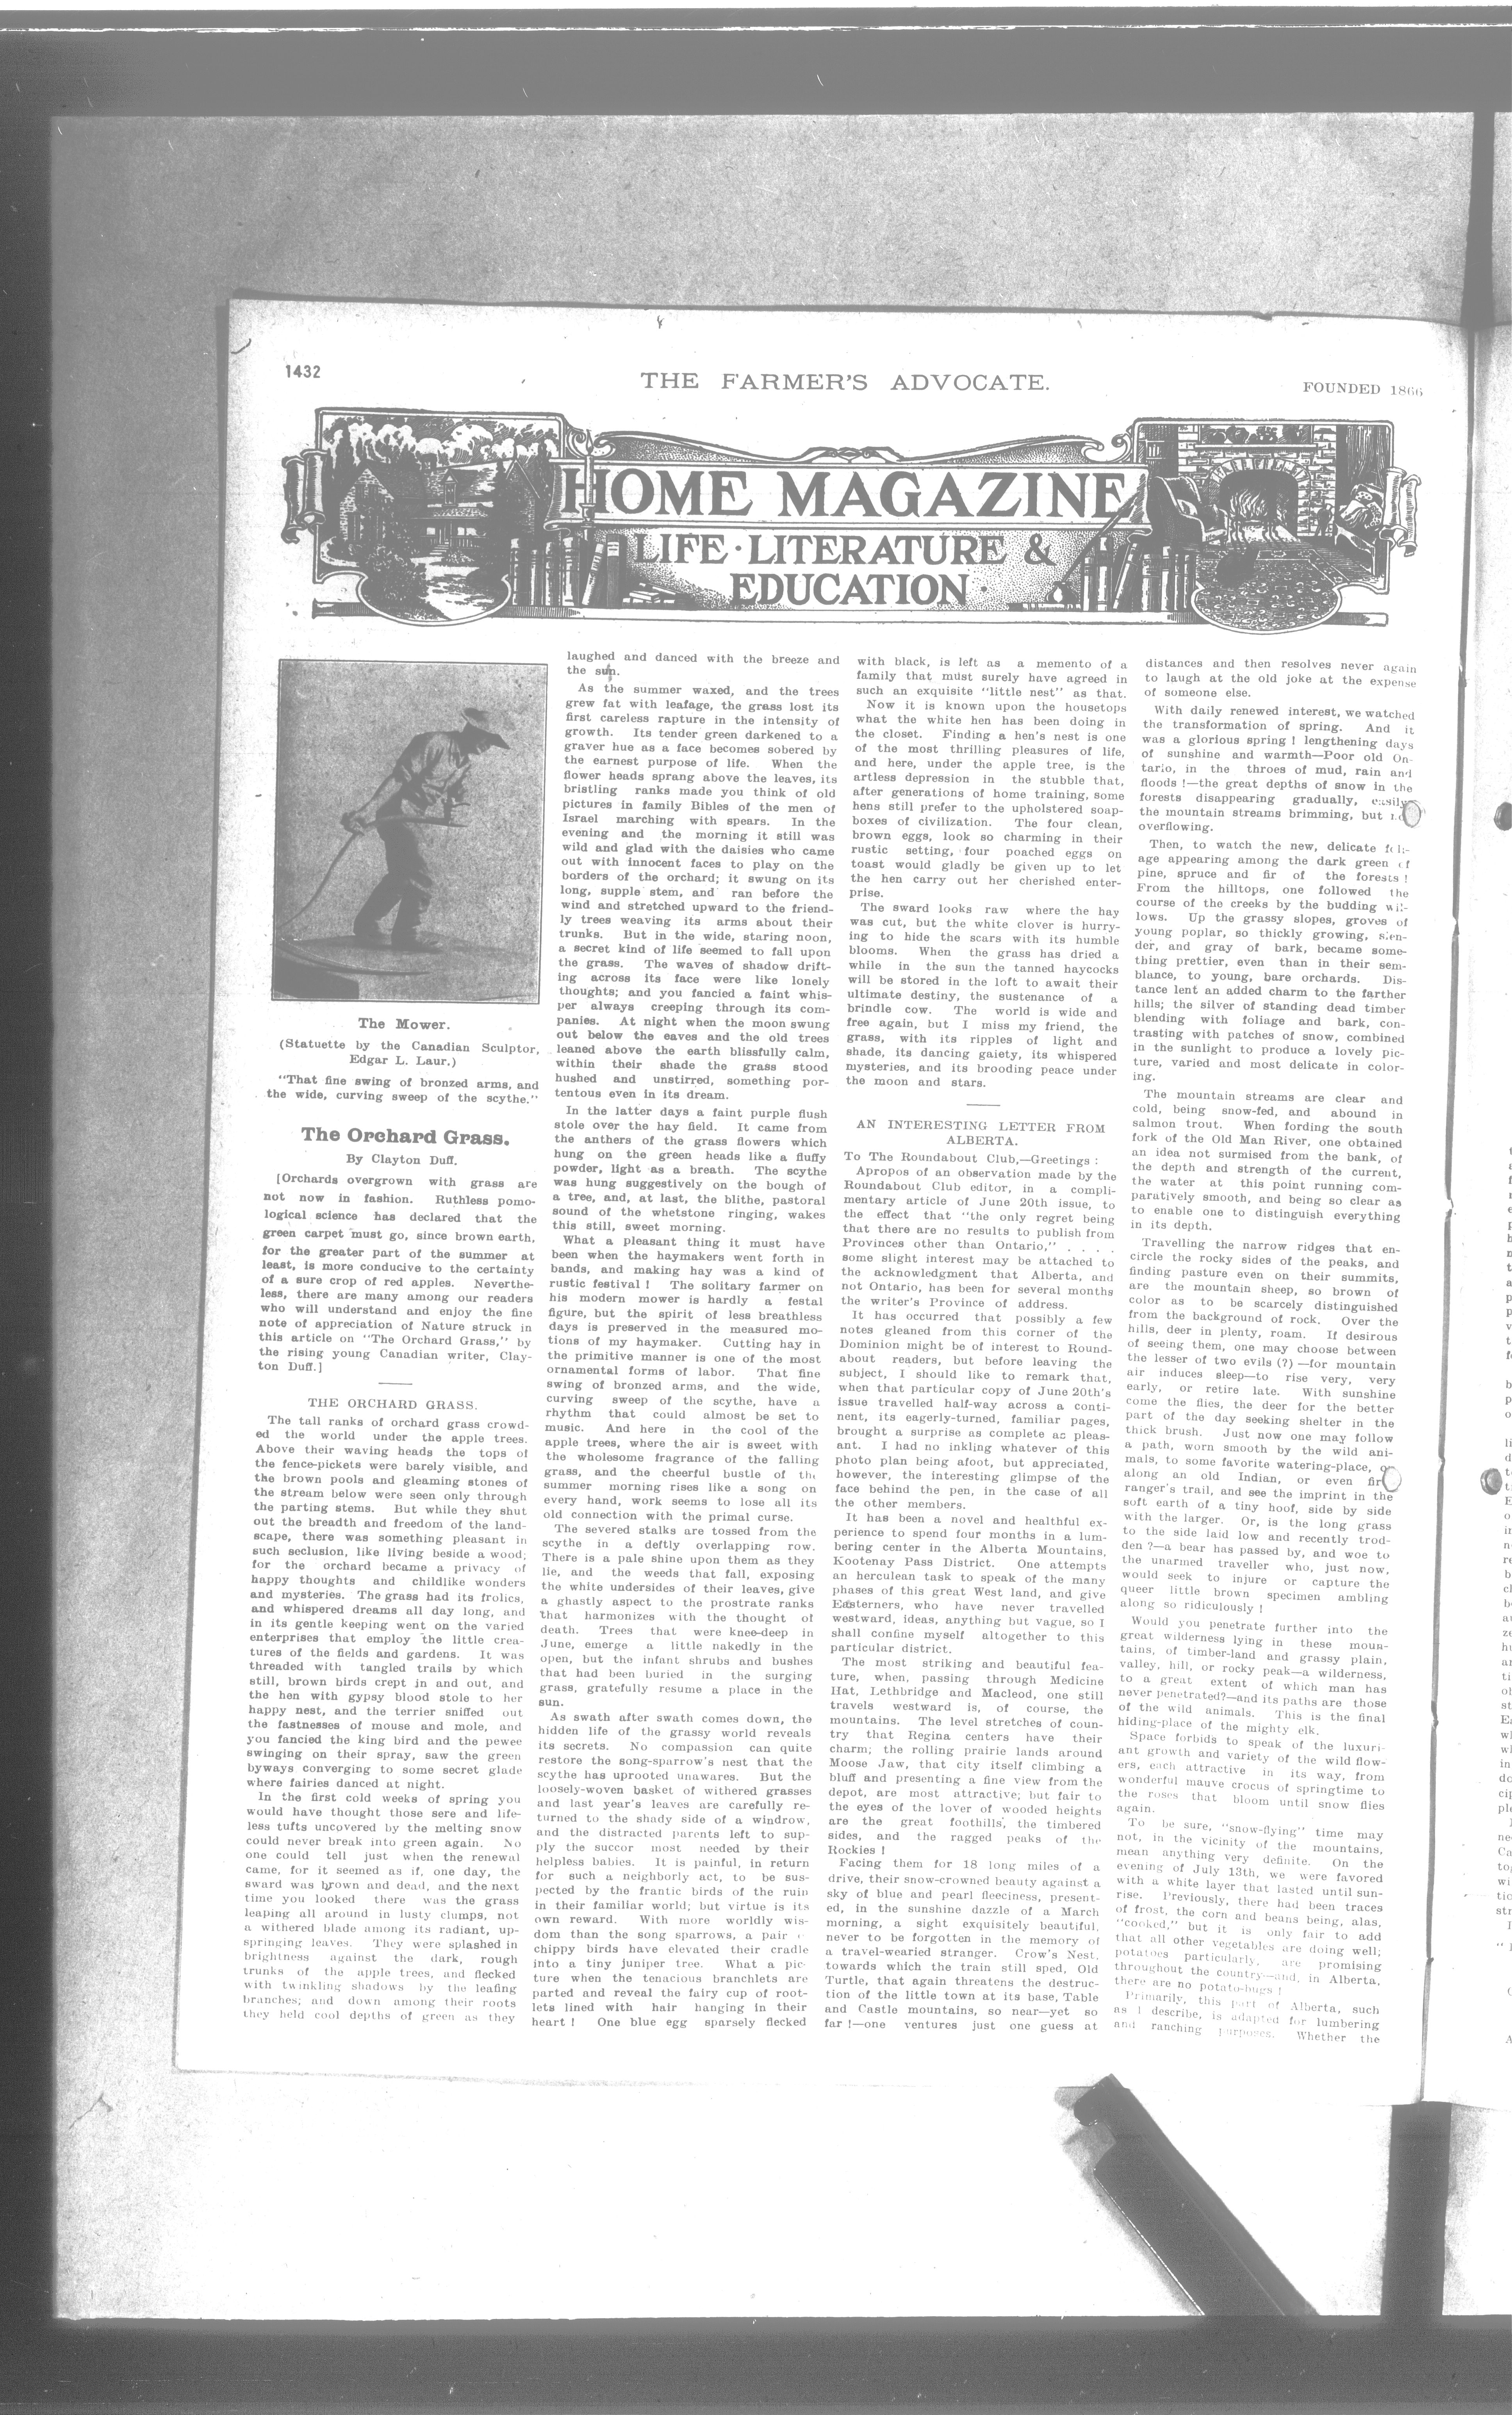 1432
THE FARMER'S ADVOCATE.
FOUNDED 1866
HOME MAGAZINE
LIFE · LITERATURE &
EDUCATION ·
The Mower.
(Statuette by the Canadian Sculptor,
Edgar L. Laur.)
"That fine swing of bronzed arms, and
the wide, curving sweep of the scythe."
The Orchard Grass.
By Clayton Duff.
[Orchards overgrown with grass are
not now in fashion. Ruthless pomo-
logical science has declared that the
green carpet must go, since brown earth,
for the greater part of the summer at
least, is more conducive to the certainty
of a sure crop of red apples. Neverthe-
less, there are many among our readers
who will understand and enjoy the fine
note of appreciation of Nature struck in
this article on "The Orchard Grass," by
the rising young Canadian writer, Clay-
ton Duff.]
THE ORCHARD GRASS.
The tall ranks of orchard grass crowd-
ed the world under the apple trees.
Above their waving heads the tops of
the fence-pickets were barely visible, and
the brown pools and gleaming stones of
the stream below were seen only through
the parting stems. But while they shut
out the breadth and freedom of the land-
scape, there was something pleasant in
such seclusion, like living beside a wood;
for the orchard became a privacy of
happy thoughts and childlike wonders
and mysteries. The grass had its frolics,
and whispered dreams all day long, and
in its gentle keeping went on the varied
enterprises that employ the little crea-
tures of the fields and gardens. It was
threaded with tangled trails by which
still, brown birds crept in and out, and
the hen with gypsy blood stole to her
happy nest, and the terrier sniffed out
the fastnesses of mouse and mole, and
you fancied the king bird and the pewee
swinging on their spray, saw the green
byways converging to some secret glade
where fairies danced at night.
In the first cold weeks of spring you
would have thought those sere and life-
less tufts uncovered by the melting snow
could never break into green again. No
one could tell just when the renewal
came, for it seemed as if, one day, the
sward was brown and dead, and the next
time you looked there was the grass
leaping all around in lusty clumps, not
a withered blade among its radiant, up-
springing leaves. They were splashed in
brightness against the dark, rough
trunks of the apple trees, and flecked
with twinkling shadows by the leafing
branches; and down among their roots
they held cool depths of green as they
laughed and danced with the breeze and
the sun.
As the summer waxed, and the trees
grew fat with leafage, the grass lost its
first careless rapture in the intensity of
growth. Its tender green darkened to a
graver hue as a face becomes sobered by
the earnest purpose of life. When the
flower heads sprang above the leaves, its
bristling ranks made you think of old
pictures in family Bibles of the men of
Israel marching with spears. In the
evening and the morning it still was
wild and glad with the daisies who came
out with innocent faces to play on the
borders of the orchard; it swung on its
long, supple stem, and ran before the
wind and stretched upward to the friend-
ly trees weaving its arms about their
trunks. But in the wide, staring noon,
a secret kind of life seemed to fall upon
the grass. The waves of shadow drift-
ing across its face were like lonely
thoughts; and you fancied a faint whis-
per always creeping through its com-
panies. At night when the moon swung
out below the eaves and the old trees
leaned above the earth blissfully calm,
within their shade the grass stood
hushed and unstirred, something por-
tentous even in its dream.
In the latter days a faint purple flush
stole over the hay field. It came from
the anthers of the grass flowers which
hung on the green heads like a fluffy
powder, light as a breath. The scythe
was hung suggestively on the bough of
a tree, and, at last, the blithe, pastoral
sound of the whetstone ringing, wakes
this still, sweet morning.
What a pleasant thing it must have
been when the haymakers went forth in
bands, and making hay was a kind of
rustic festival ! The solitary farmer on
his modern mower is hardly a festal
figure, but the spirit of less breathless
days is preserved in the measured mo-
tions of my haymaker. Cutting hay in
the primitive manner is one of the most
ornamental forms of labor. That fine
swing of bronzed arms, and the wide,
curving sweep of the scythe, have a
rhythm that could almost be set to
music. And here in the cool of the
apple trees, where the air is sweet with
the wholesome fragrance of the falling
grass, and the cheerful bustle of the
summer morning rises like a song on
every hand, work seems to lose all its
old connection with the primal curse.
The severed stalks are tossed from the
scythe in a deftly overlapping row.
There is a pale shine upon them as they
lie, and the weeds that fall, exposing
the white undersides of their leaves, give
a ghastly aspect to the prostrate ranks
that harmonizes with the thought of
death. Trees that were knee-deep in
June, emerge a little nakedly in the
open, but the infant shrubs and bushes
that had been buried in the surging
grass, gratefully resume a place in the
sun.
As swath after swath comes down, the
hidden life of the grassy world reveals
its secrets. No compassion can quite
restore the song-sparrow's nest that the
scythe has uprooted unawares. But the
loosely-woven basket of withered grasses
and last year's leaves are carefully re-
turned to the shady side of a windrow,
and the distracted parents left to sup-
ply the succor most needed by their
helpless babies. It is painful, in return
for such a neighborly act, to be sus-
pected by the frantic birds of the ruin
in their familiar world; but virtue is its
own reward. With more worldly wis-
dom than the song sparrows, a pair
chippy birds have elevated their cradle
into a tiny juniper tree. What a pic-
ture when the tenacious branchlets are
parted and reveal the fairy cup of root-
lets lined with hair hanging in their
heart ! One blue egg sparsely flecked
with black, is left as a memento of a
family that must surely have agreed in
such an exquisite "little nest" as that.
Now it is known upon the housetops
what the white hen has been doing in
the closet. Finding a hen's nest is one
of the most thrilling pleasures of life,
and here, under the apple tree, is the
artless depression in the stubble that,
after generations of home training, some
hens still prefer to the upholstered soap-
boxes of civilization. The four clean,
brown eggs, look so charming in their
rustic setting, four poached eggs on
toast would gladly be given up to let
the hen carry out her cherished enter-
prise.
The sward looks raw where the hay
was cut, but the white clover is hurry-
ing to hide the scars with its humble
blooms. When the grass has dried a
while in the sun the tanned haycocks
will be stored in the loft to await their
ultimate destiny, the sustenance of a
brindle cow. The world is wide and
free again, but I miss my friend, the
grass, with its ripples of light and
shade, its dancing gaiety, its whispered
mysteries, and its brooding peace under
the moon and stars.
AN INTERESTING LETTER FROM
ALBERTA.
To The Roundabout Club,—Greetings :
Apropos of an observation made by the
Roundabout Club editor, in a compli-
mentary article of June 20th issue, to
the effect that "the only regret being
that there are no results to publish from
Provinces other than Ontario," . . . .
some slight interest may be attached to
the acknowledgment that Alberta, and
not Ontario, has been for several months
the writer's Province of address.
It has occurred that possibly a few
notes gleaned from this corner of the
Dominion might be of interest to Round-
about readers, but before leaving the
subject, I should like to remark that,
when that particular copy of June 20th's
issue travelled half-way across a conti-
nent, its eagerly-turned, familiar pages,
brought a surprise as complete as pleas-
ant. I had no inkling whatever of this
photo plan being afoot, but appreciated,
however, the interesting glimpse of the
face behind the pen, in the case of all
the other members.
It has been a novel and healthful ex-
perience to spend four months in a lum-
bering center in the Alberta Mountains,
Kootenay Pass District. One attempts
an herculean task to speak of the many
phases of this great West land, and give
Easterners, who have never travelled
westward, ideas, anything but vague, so I
shall confine myself altogether to this
particular district.
The most striking and beautiful fea-
ture, when, passing through Medicine
Hat, Lethbridge and Macleod, one still
travels westward is, of course, the
mountains. The level stretches of coun-
try that Regina centers have their
charm; the rolling prairie lands around
Moose Jaw, that city itself climbing a
bluff and presenting a fine view from the
depot, are most attractive; but fair to
the eyes of the lover of wooded heights
are the great foothills, the timbered
sides, and the ragged peaks of the
Rockies !
Facing them for 18 long miles of a
drive, their snow-crowned beauty against a
sky of blue and pearl fleeciness, present-
ed, in the sunshine dazzle of a March
morning, a sight exquisitely beautiful,
never to be forgotten in the memory of
a travel-wearied stranger. Crow's Nest,
towards which the train still sped, Old
Turtle, that again threatens the destruc-
tion of the little town at its base, Table
and Castle mountains, so near—yet so
far !—one ventures just one guess at
distances and then resolves never again
to laugh at the old joke at the expense
of someone else.
With daily renewed interest, we watched
the transformation of spring. And it
was a glorious spring ! lengthening days
of sunshine and warmth—Poor old On-
tario, in the throes of mud, rain and
floods !—the great depths of snow in the
forests disappearing gradually, easily
the mountain streams brimming, but
overflowing.
Then, to watch the new, delicate foli-
age appearing among the dark green of
pine, spruce and fir of the forests !
From the hilltops, one followed the
course of the creeks by the budding wil-
lows. Up the grassy slopes, groves of
young poplar, so thickly growing, slen-
der, and gray of bark, became some-
thing prettier, even than in their sem-
blance, to young, bare orchards. Dis-
tance lent an added charm to the farther
hills; the silver of standing dead timber
blending with foliage and bark, con-
trasting with patches of snow, combined
in the sunlight to produce a lovely pic-
ture, varied and most delicate in color-
ing.
The mountain streams are clear and
cold, being snow-fed, and abound in
salmon trout. When fording the south
fork of the Old Man River, one obtained
an idea not surmised from the bank, of
the depth and strength of the current,
the water at this point running com-
paratively smooth, and being so clear as
to enable one to distinguish everything
in its depth.
Travelling the narrow ridges that en-
circle the rocky sides of the peaks, and
finding pasture even on their summits,
are the mountain sheep, so brown of
color as to be scarcely distinguished
from the background of rock. Over the
hills, deer in plenty, roam. If desirous
of seeing them, one may choose between
the lesser of two evils (?) —for mountain
air induces sleep—to rise very, very
early, or retire late. With sunshine
come the flies, the deer for the better
part of the day seeking shelter in the
thick brush. Just now one may follow
a path, worn smooth by the wild ani-
mals, to some favorite watering-place, or
along an old Indian, or even fire
ranger's trail, and see the imprint in the
soft earth of a tiny hoof, side by side
with the larger. Or, is the long grass
to the side laid low and recently trod-
den ?—a bear has passed by, and woe to
the unarmed traveller who, just now,
would seek to injure or capture the
queer little brown specimen ambling
along so ridiculously !
Would you penetrate further into the
great wilderness lying in these moun-
tains, of timber-land and grassy plain,
valley, hill, or rocky peak—a wilderness,
to a great extent of which man has
never penetrated?—and its paths are those
of the wild animals. This is the final
hiding-place of the mighty elk.
Space forbids to speak of the luxuri-
ant growth and variety of the wild flow-
ers, each attractive in its way, from
wonderful mauve crocus of springtime to
the roses that bloom until snow flies
again.
To be sure, "snow-flying" time may
not, in the vicinity of the mountains,
mean anything very definite. On the
evening of July 13th, we were favored
with a white layer that lasted until sun-
rise. Previously, there had been traces
of frost, the corn and beans being, alas,
"cooked," but it is only fair to add
that all other vegetables are doing well;
potatoes particularly, are promising
throughout the country—and, in Alberta,
there are no potato-bugs !
Primarily, this part of Alberta, such
as I describe, is adapted for lumbering
and ranching purposes. Whether the